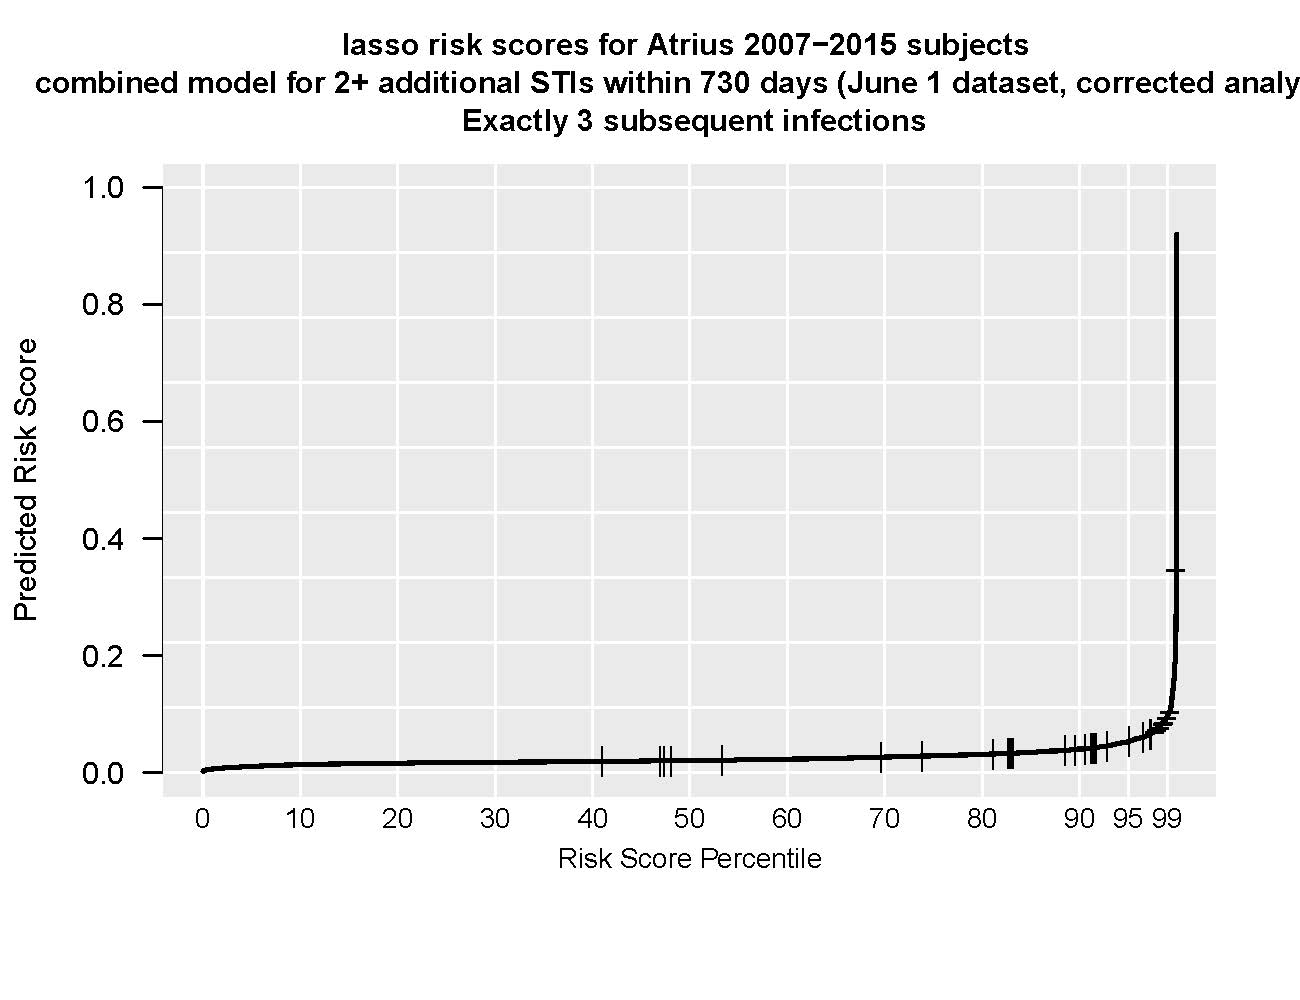 lasso risk scores for Atrius 2007−2015 subjects
combined model for 2+ additional STIs within 730 days (June 1 dataset, corrected analy
Exactly 3 subsequent infections
1.0
0.8
0.6
0.4
0.2
0.0
Predicted Risk Score
0 10 20 30 40 50 60 70 80 90 95 99
Risk Score Percentile